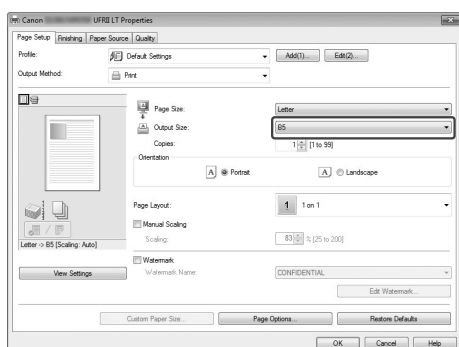 Canon UFRII LT Properties
Page Setup Finishing Paper Source Quality
Profile: Default Settings Add(1)... Edit(2)...
Output Method: Print
Page Size: Letter
Output Size: B5
Copies: 1 [1 to 99]
Orientation
A Portrait A Landscape
Page Layout: 1 1 on 1
Manual Scaling
Scaling: 83 % [25 to 200]
Letter -> B5 [Scaling: Auto]
Watermark
View Settings Watermark Name: CONFIDENTIAL
Edit Watermark...
Custom Paper Size... Page Options... Restore Defaults
OK Cancel Help